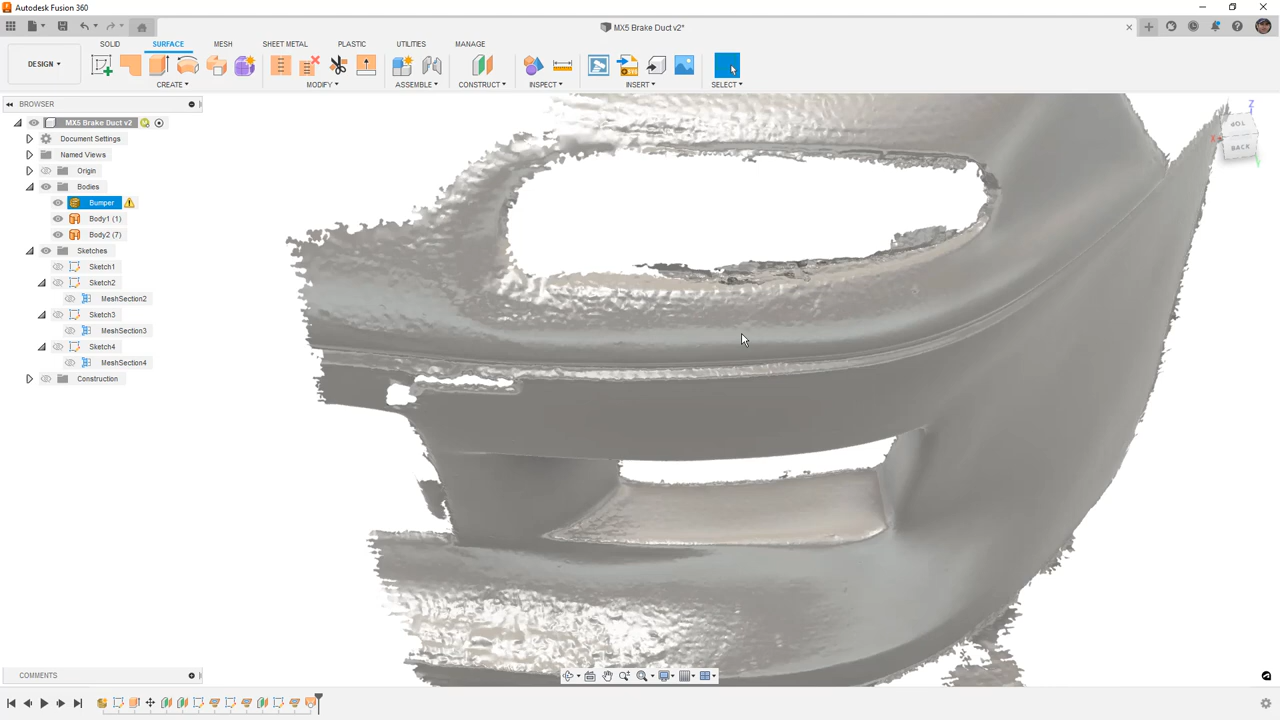 Autodesk Fusion 360
MX5 Brake Duct v2*
DESIGN
SOLID
SURFACE
MESH
SHEET METAL
PLASTIC
UTILITIES
MANAGE
CREATE
MODIFY
ASSEMBLE
CONSTRUCT
INSPECT
INSERT
SELECT
BROWSER
MX5 Brake Duct v2
Document Settings
Named Views
Origin
Bodies
Bumper
Body1 (1)
Body2 (7)
Sketches
Sketch1
Sketch2
MeshSection2
Sketch3
MeshSection3
Sketch4
MeshSection4
Construction
Z
TOP
X
BACK
COMMENTS